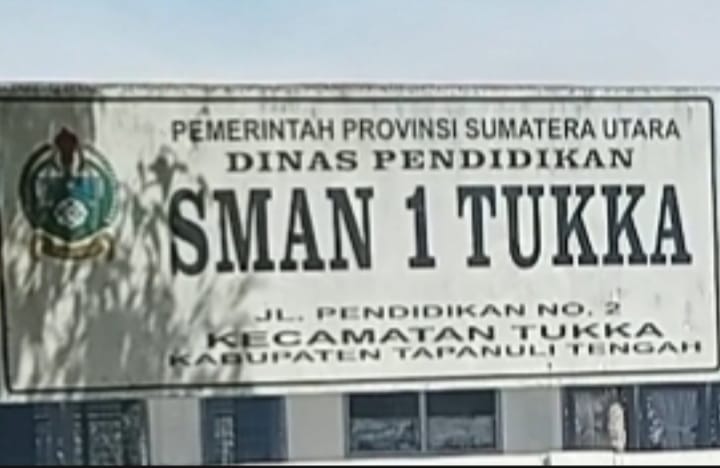 PEMERINTAH PROVINSI SUMATERA UTARA
DINAS PENDIDIKAN
SMAN 1 TUKKA
JL. PENDIDIKAN NO. 2
KECAMATAN TUKKA
KABUPATEN TAPANULI TENGAH